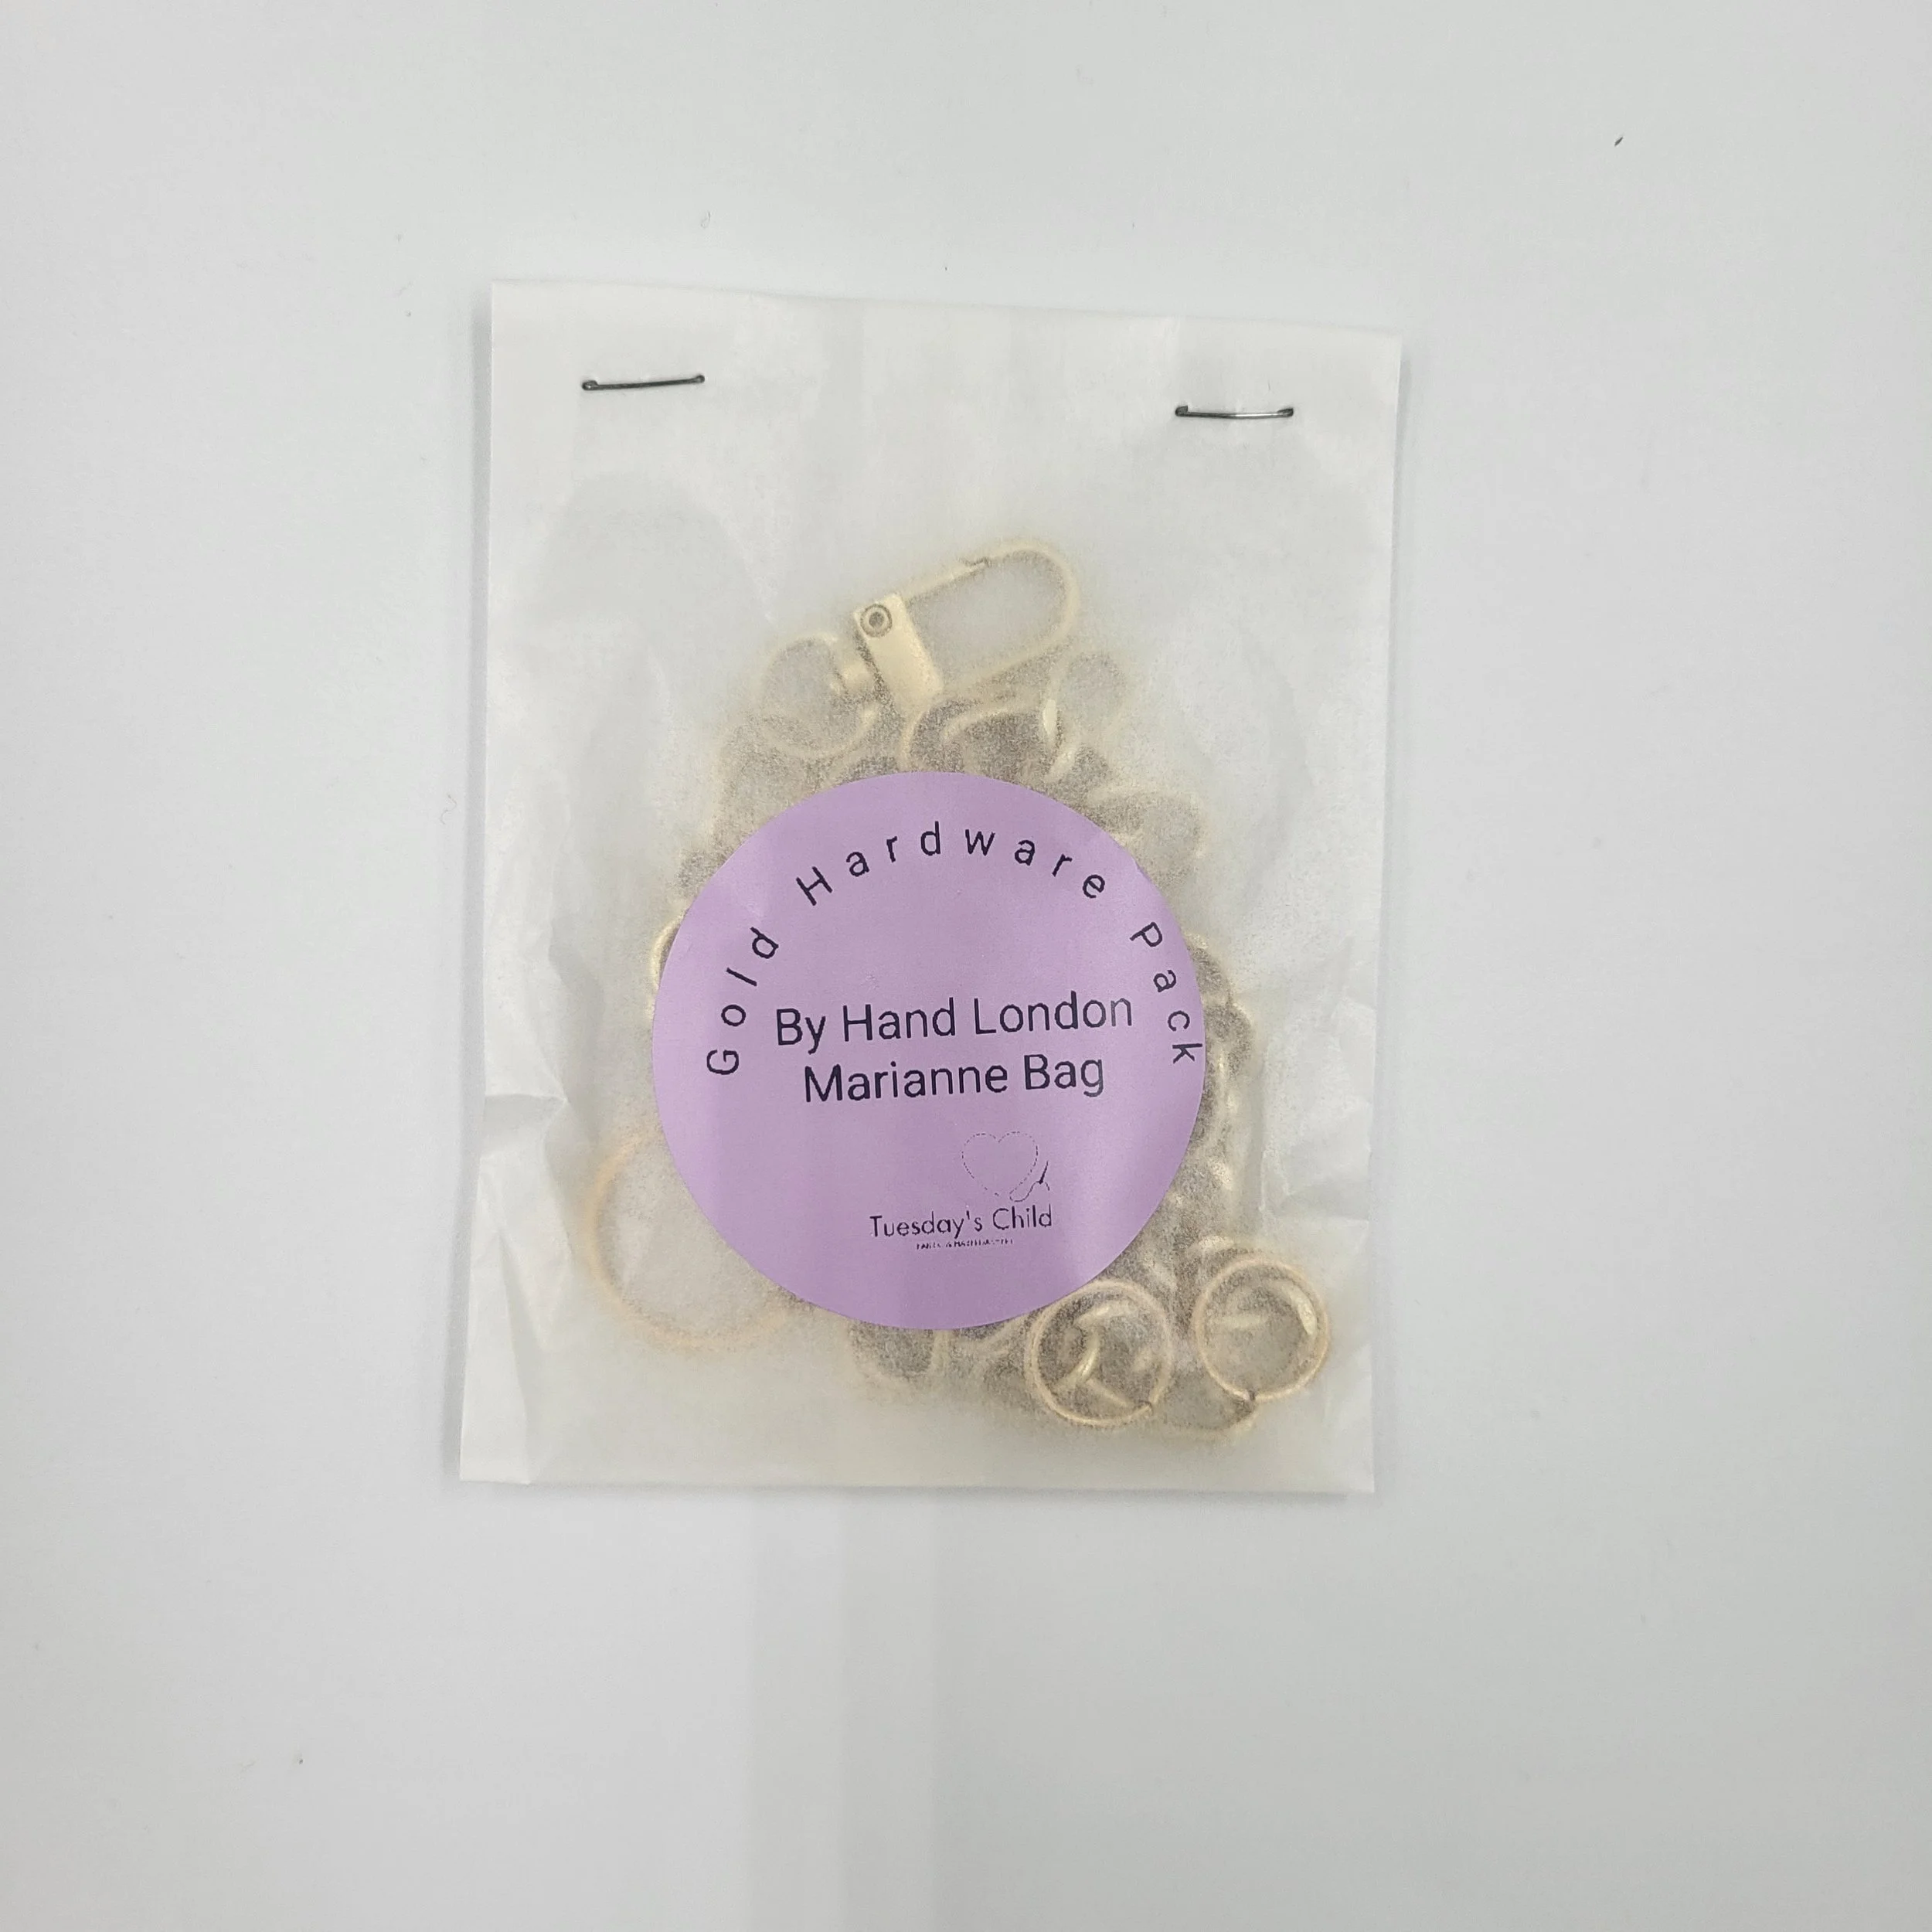 Gold Hardware Pack
By Hand London
Marianne Bag
Tuesday's Child